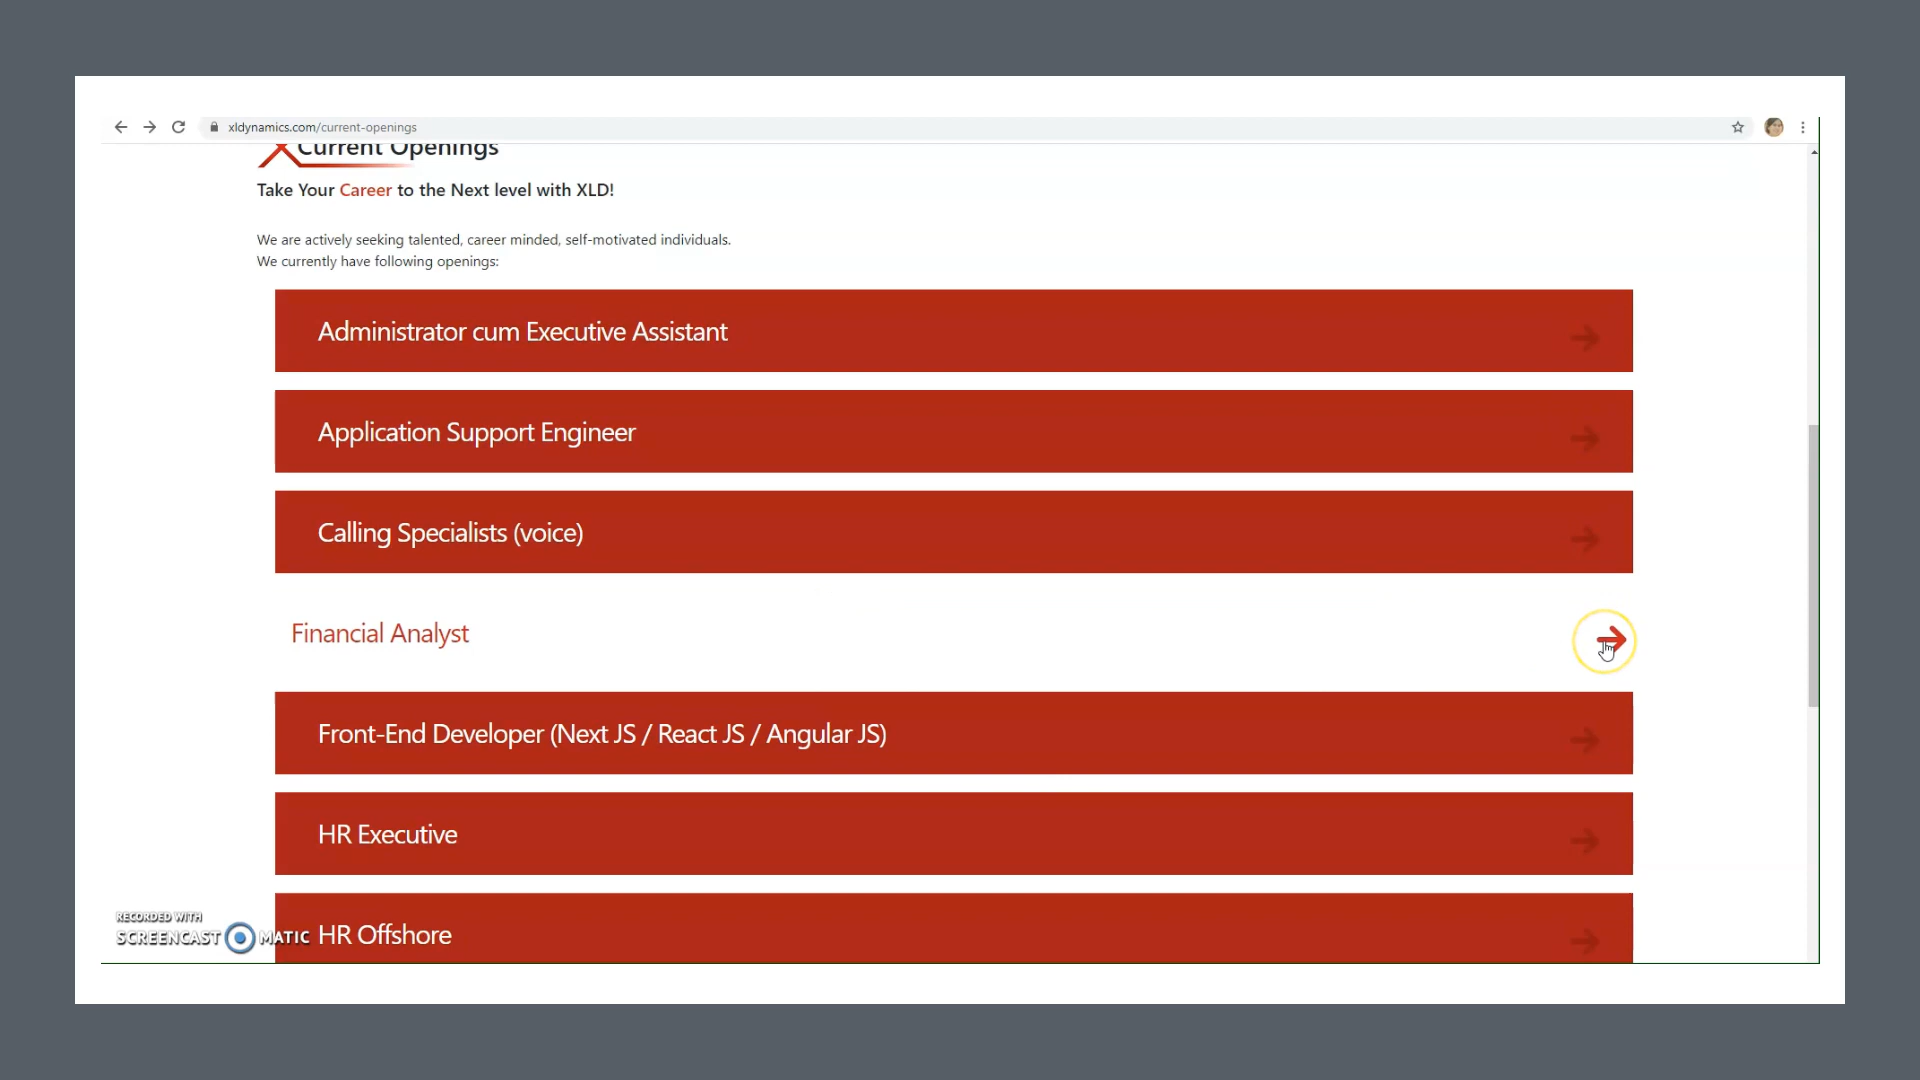 xldynamics.com/current-openings
Current Openings
Take Your Career to the Next level with XLD!
We are actively seeking talented, career minded, self-motivated individuals.
We currently have following openings:
Administrator cum Executive Assistant
Application Support Engineer
Calling Specialists (voice)
Financial Analyst
Front-End Developer (Next JS / React JS / Angular JS)
HR Executive
HR Offshore
RECORDED WITH
SCREENCAST MATIC